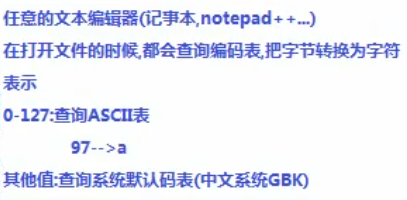 任意的文本编辑器(记事本,notepad++...)
在打开文件的时候,都会查询编码表,把字节转换为字符
表示
0-127:查询ASCII表
97-->a
其他值:查询系统默认码表(中文系统GBK)